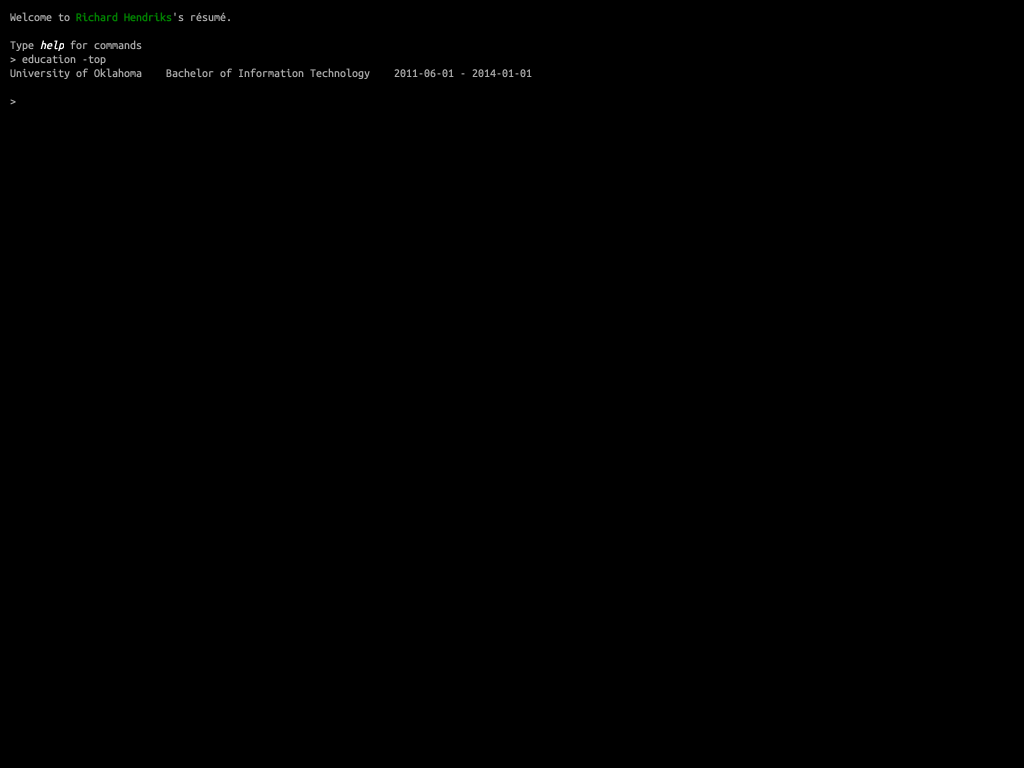 Welcome to Richard Hendriks's résumé.
Type help for commands
> education -top
University of Oklahoma    Bachelor of Information Technology    2011-06-01 - 2014-01-01
>